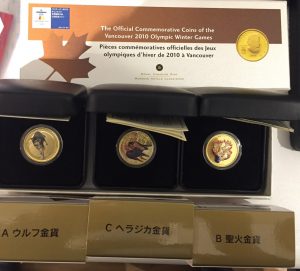 The Official Commemorative Coins of the
Vancouver 2010 Olympic Winter Games
Pièces commémoratives officielles des Jeux
olympiques d'hiver de 2010 à Vancouver
A ウルフ金貨
C ヘラジカ金貨
B 聖火金貨